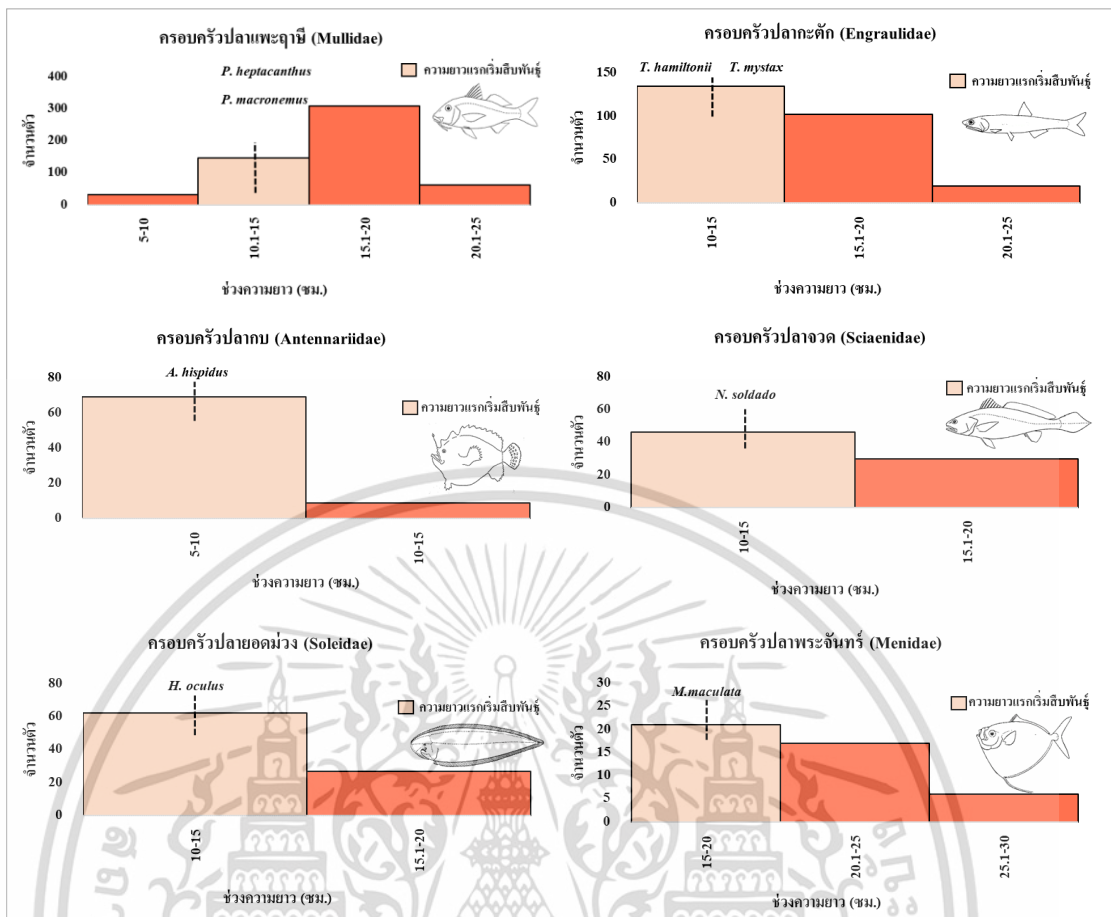 ครอบครัวปลาแพะฤาษี (Mullidae)
P. heptacanthus
P. macronemus
ความยาวแรกเริ่มสืบพันธุ์
จำนวนตัว
400
300
200
100
0
5-10
10.1-15
15.1-20
20.1-25
ช่วงความยาว (ซม.)
ครอบครัวปลากะตัก (Engraulidae)
T. hamiltonii T. mystax
ความยาวแรกเริ่มสืบพันธุ์
จำนวนตัว
150
100
50
0
10-15
15.1-20
20.1-25
ช่วงความยาว (ซม.)
ครอบครัวปลากบ (Antennariidae)
A. hispidus
ความยาวแรกเริ่มสืบพันธุ์
จำนวนตัว
80
60
40
20
0
5-10
10-15
ช่วงความยาว (ซม.)
ครอบครัวปลาจวด (Sciaenidae)
N. soldado
ความยาวแรกเริ่มสืบพันธุ์
จำนวนตัว
80
60
40
20
0
10-15
15.1-20
ช่วงความยาว (ซม.)
ครอบครัวปลายอดม่วง (Soleidae)
H. oculus
ความยาวแรกเริ่มสืบพันธุ์
จำนวนตัว
80
60
40
20
0
10-15
15.1-20
ช่วงความยาว (ซม.)
ครอบครัวปลาพระจันทร์ (Menidae)
M.maculata
ความยาวแรกเริ่มสืบพันธุ์
จำนวนตัว
30
25
20
15
10
5
0
15-20
20.1-25
25.1-30
ช่วงความยาว (ซม.)